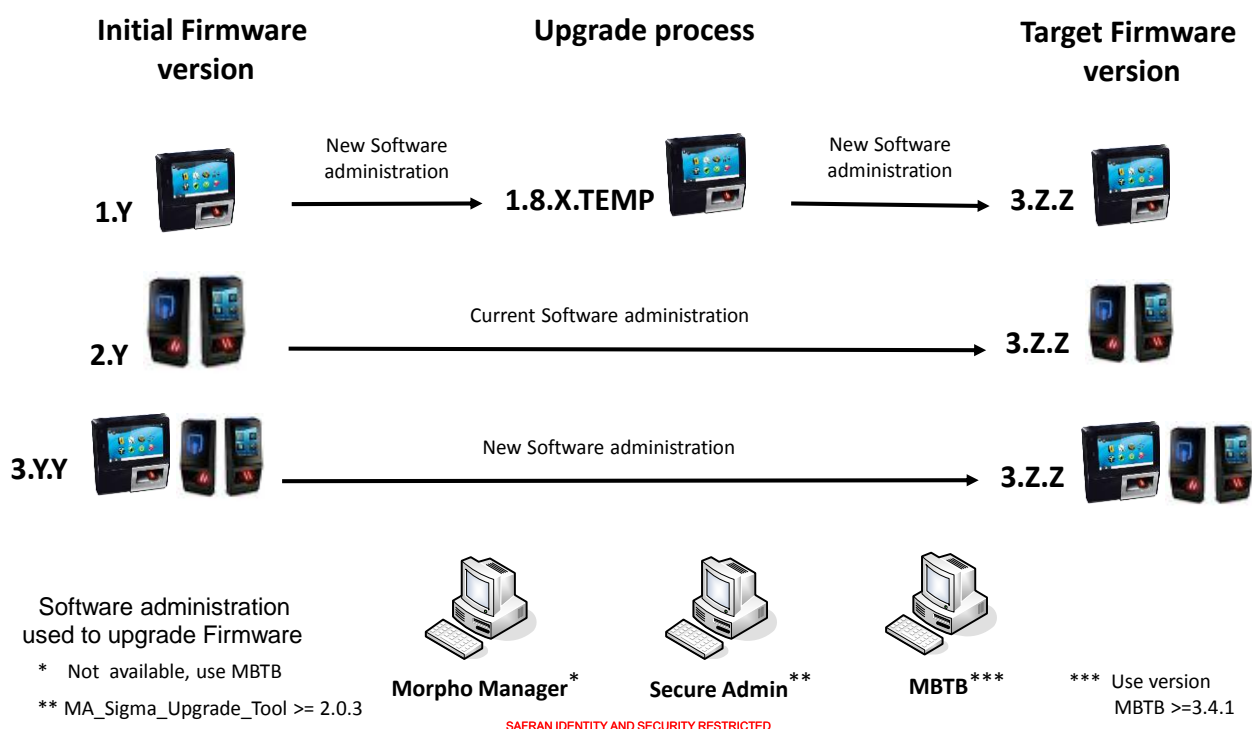 Initial Firmware
version
Upgrade process
Target Firmware
version
New Software
administration
New Software
administration
1.Y
1.8.X.TEMP
3.Z.Z
Current Software administration
2.Y
3.Z.Z
New Software administration
3.Y.Y
3.Z.Z
Software administration
used to upgrade Firmware
* Not available, use MBTB
** MA_Sigma_Upgrade_Tool >= 2.0.3
Morpho Manager*
Secure Admin**
MBTB***
*** Use version
MBTB >=3.4.1
SAFRAN IDENTITY AND SECURITY RESTRICTED